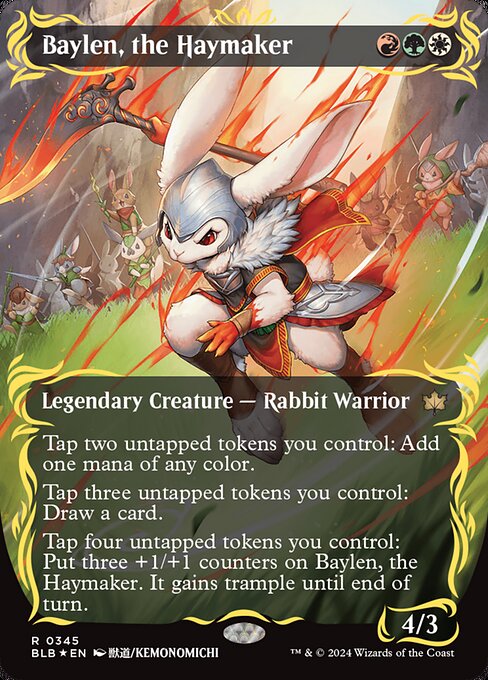 Baylen, the Haymaker
Legendary Creature — Rabbit Warrior
Tap two untapped tokens you control: Add
one mana of any color.
Tap three untapped tokens you control:
Draw a card.
Tap four untapped tokens you control:
Put three +1/+1 counters on Baylen, the
Haymaker. It gains trample until end of
turn.
4/3
R 0345
BLB ★ EN 獣道/KEMONOMICHI
™ & © 2024 Wizards of the Coast